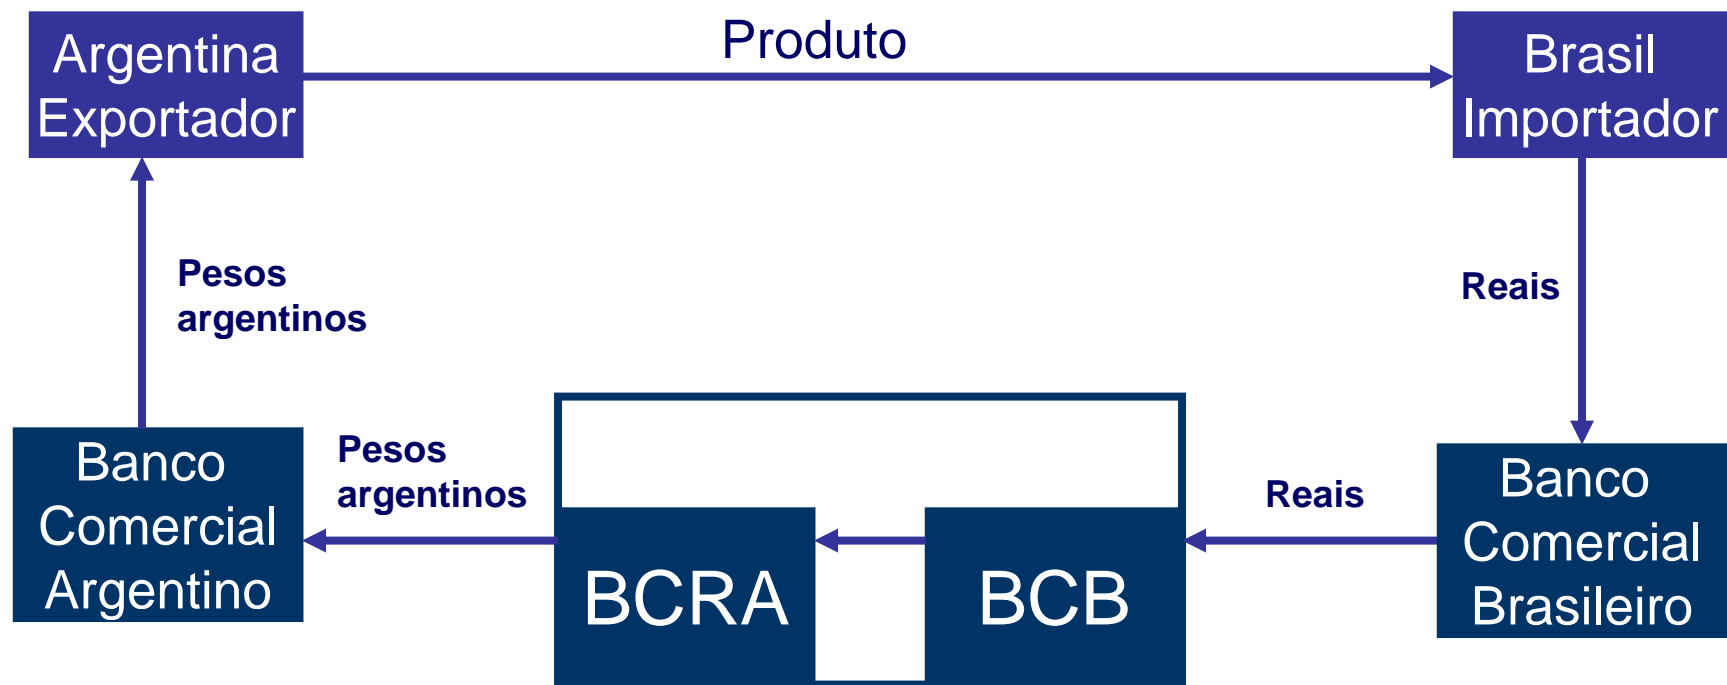 Argentina
Exportador
Produto
Brasil
Importador
Pesos
argentinos
Reais
Banco
Comercial
Argentino
Pesos
argentinos
BCRA
BCB
Reais
Banco
Comercial
Brasileiro